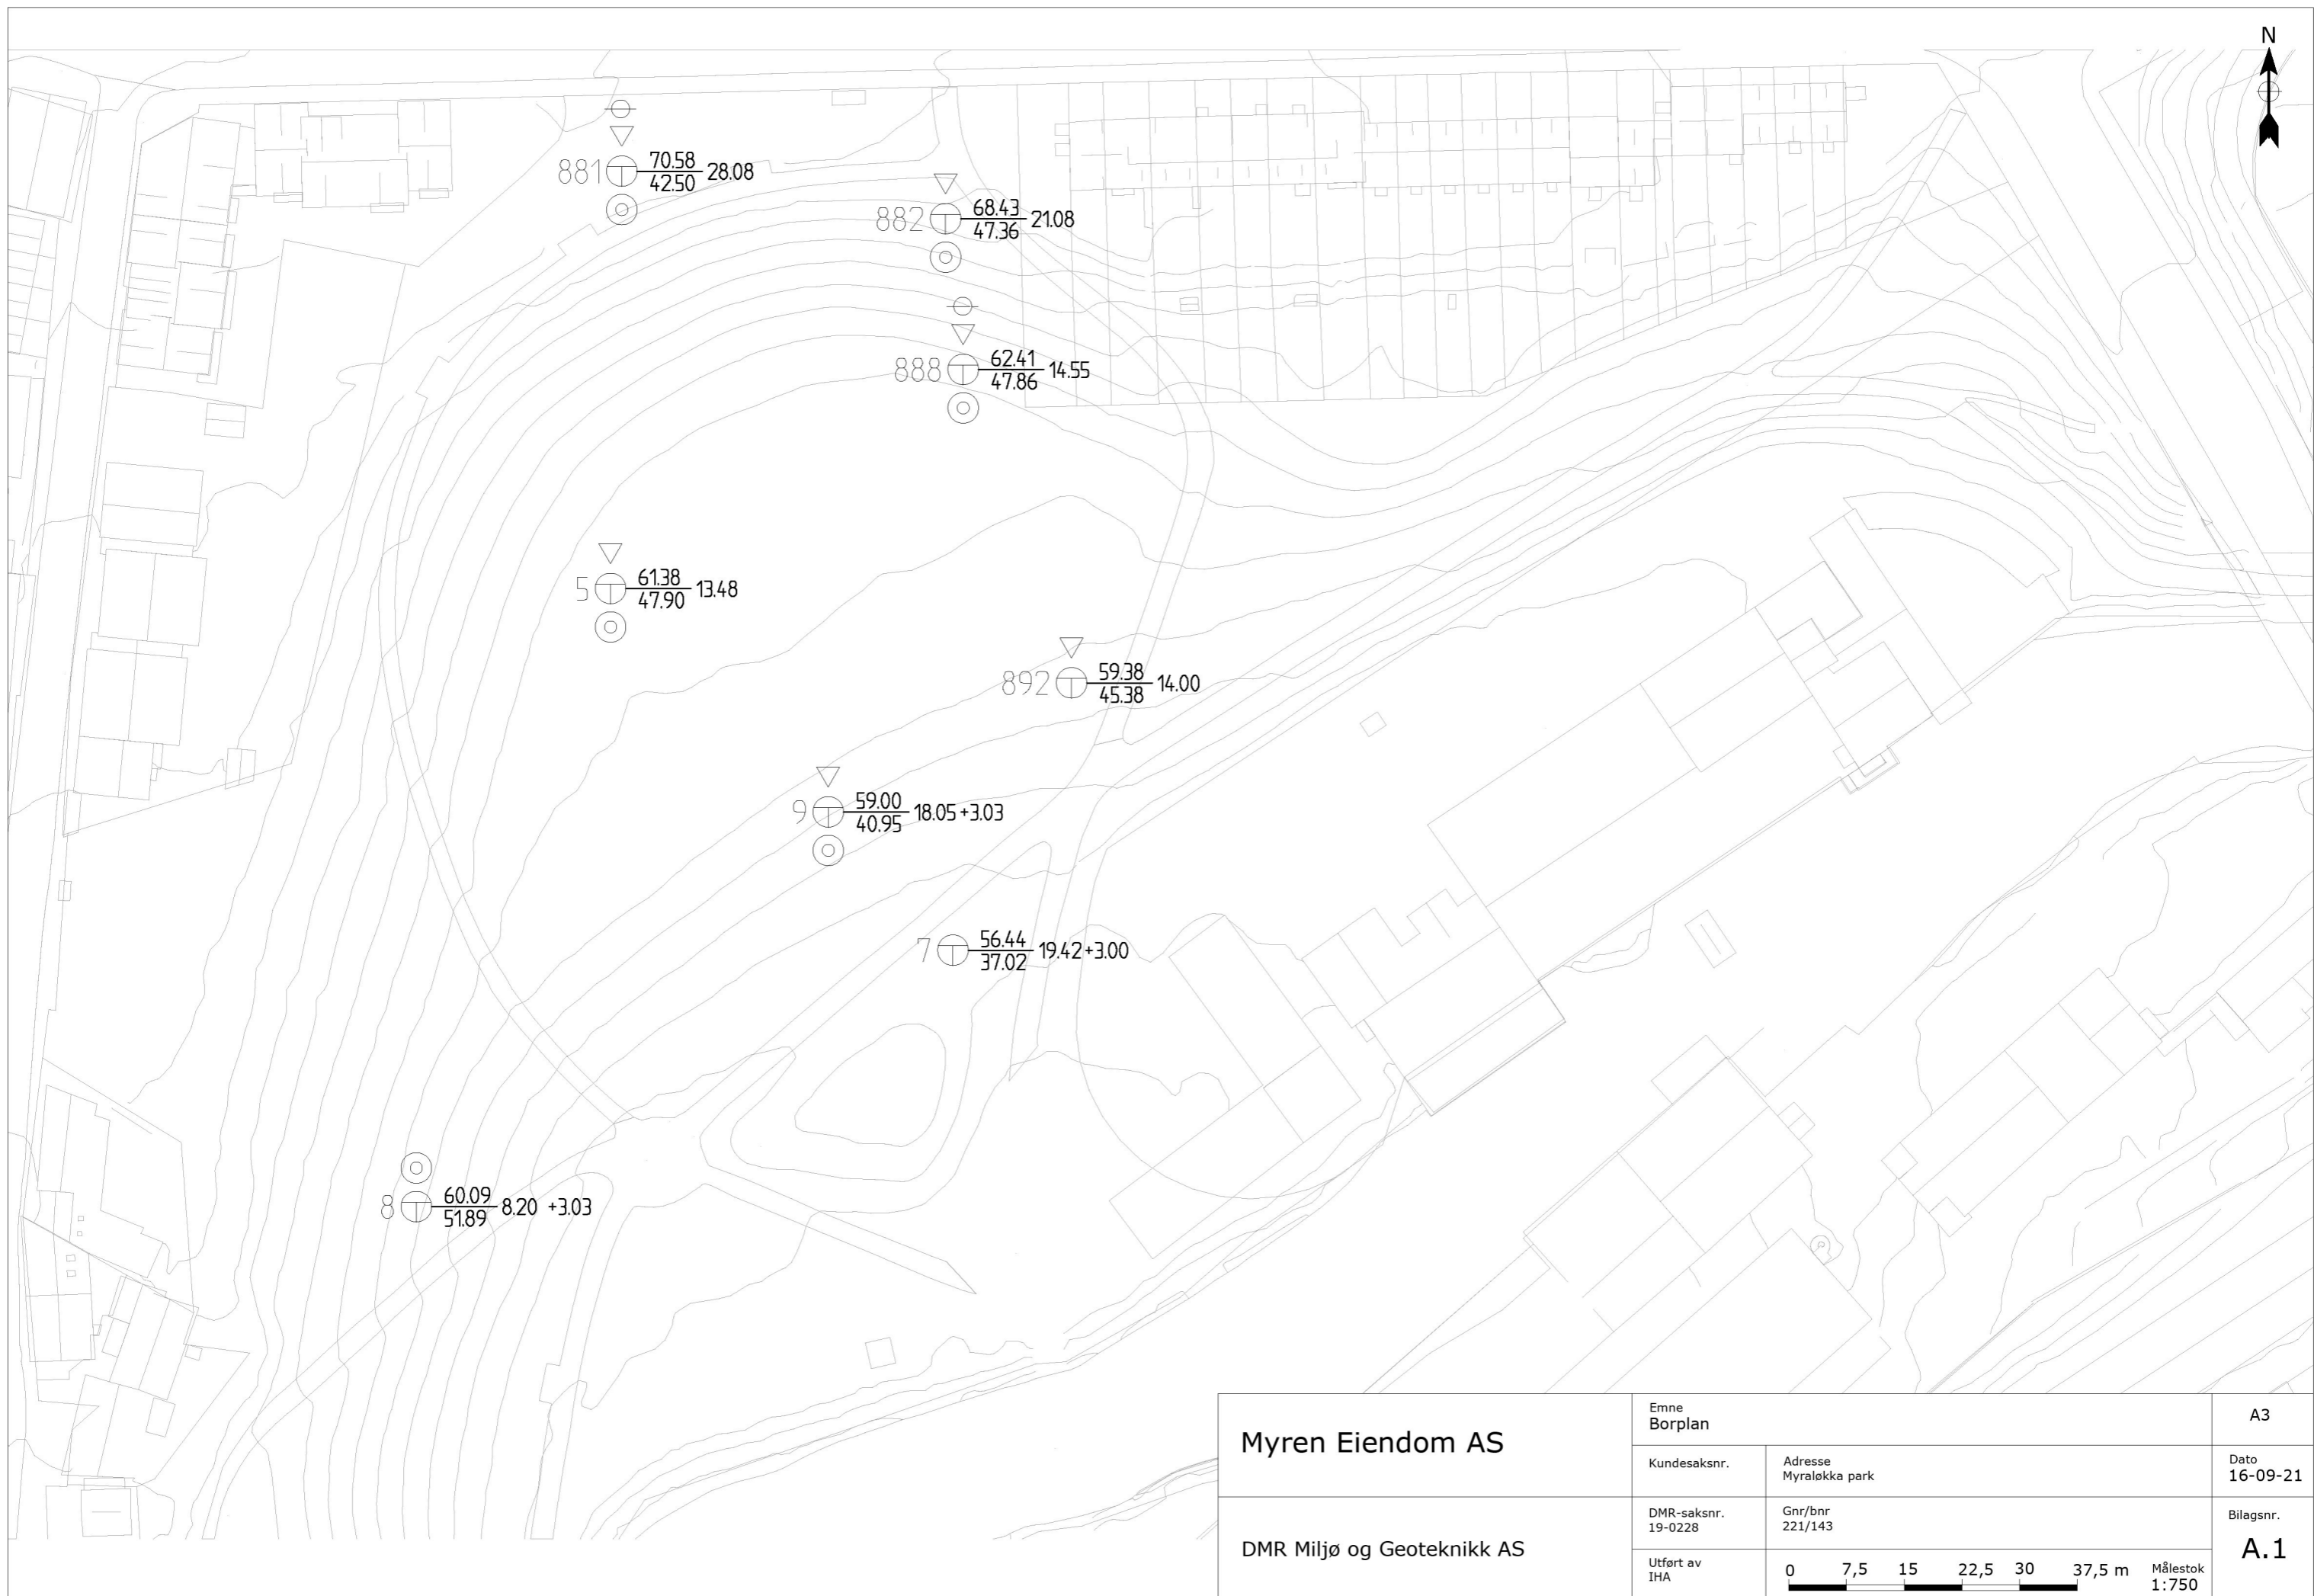 N
881 70.58 28.08
42.50
882 68.43 21.08
47.36
888 62.41 14.55
47.86
5 61.38 13.48
47.90
892 59.38 14.00
45.38
9 59.00 18.05+3.03
40.95
7 56.44 19.42+3.00
37.02
8 60.09 8.20 +3.03
51.89
Myren Eiendom AS
DMR Miljø og Geoteknikk AS
Emne
Borplan
Kundesaksnr.
Adresse
Myraløkka park
DMR-saksnr.
19-0228
Gnr/bnr
221/143
Utført av
IHA
0 7,5 15 22,5 30 37,5 m
Målestok
1:750
A3
Dato
16-09-21
Bilagsnr.
A.1